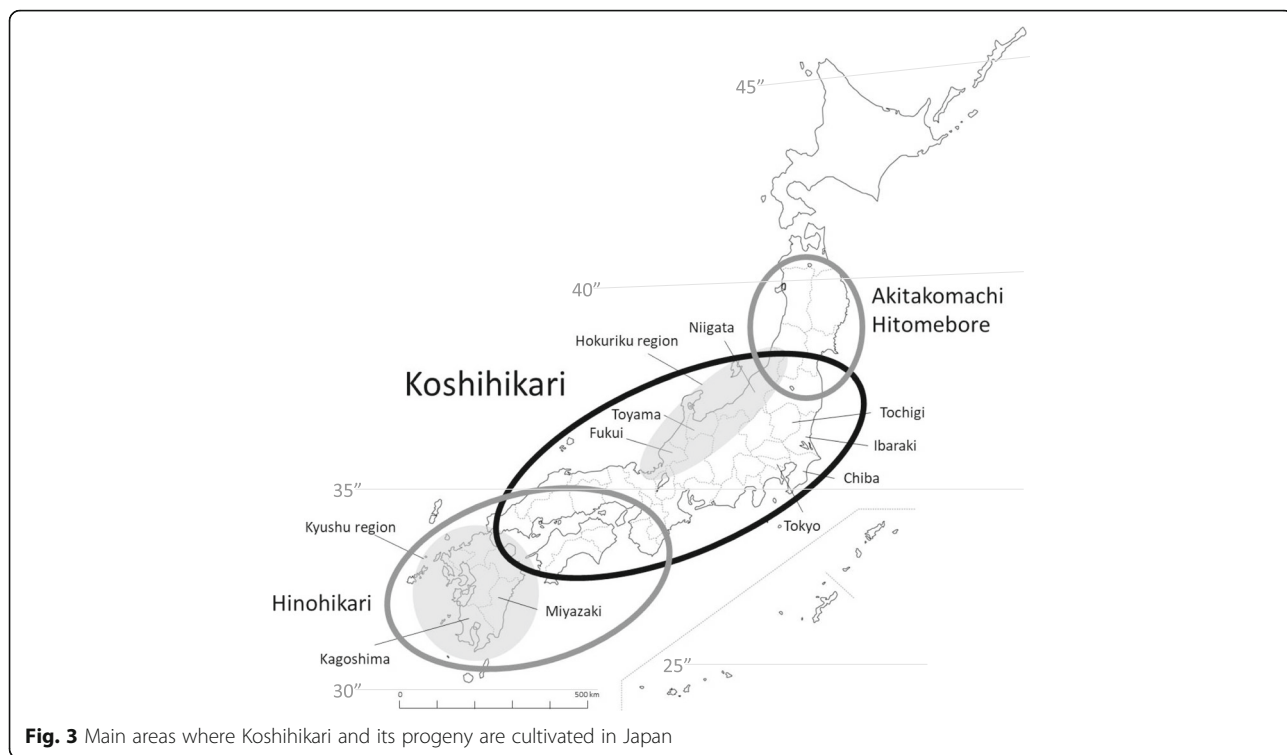 45”
40”
Akitakomachi
Hitomebore
Niigata
Hokuriku region
Koshihikari
Toyama
Fukui
Tochigi
Ibaraki
Chiba
Tokyo
35”
Kyushu region
Hinohikari
Miyazaki
Kagoshima
25”
30”
0
500 km
Fig. 3 Main areas where Koshihikari and its progeny are cultivated in Japan